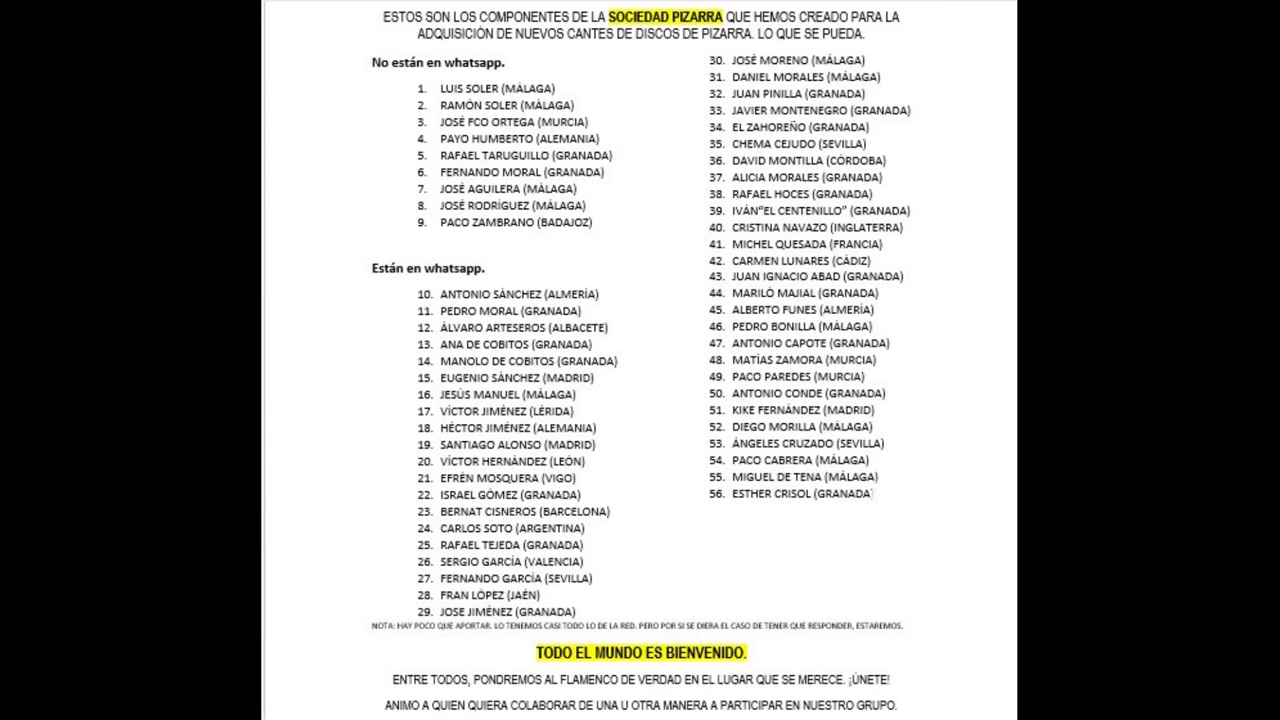 ESTOS SON LOS COMPONENTES DE LA SOCIEDAD PIZARRA QUE HEMOS CREADO PARA LA
ADQUISICIÓN DE NUEVOS CANTES DE DISCOS DE PIZARRA. LO QUE SE PUEDA.
No están en whatsapp.
1. LUIS SOLER (MÁLAGA)
2. RAMÓN SOLER (MÁLAGA)
3. JOSÉ FCO ORTEGA (MURCIA)
4. PAYO HUMBERTO (ALEMANIA)
5. RAFAEL TARUGUILLO (GRANADA)
6. FERNANDO MORAL (GRANADA)
7. JOSÉ AGUILERA (MÁLAGA)
8. JOSÉ RODRÍGUEZ (MÁLAGA)
9. PACO ZAMBRANO (BADAJOZ)
Están en whatsapp.
10. ANTONIO SÁNCHEZ (ALMERÍA)
11. PEDRO MORAL (GRANADA)
12. ÁLVARO ARTESEROS (ALBACETE)
13. ANA DE COBITOS (GRANADA)
14. MANOLO DE COBITOS (GRANADA)
15. EUGENIO SÁNCHEZ (MADRID)
16. JESÚS MANUEL (MÁLAGA)
17. VÍCTOR JIMÉNEZ (LÉRIDA)
18. HÉCTOR JIMÉNEZ (ALEMANIA)
19. SANTIAGO ALONSO (MADRID)
20. VÍCTOR HERNÁNDEZ (LEÓN)
21. EFRÉN MOSQUERA (VIGO)
22. ISRAEL GÓMEZ (GRANADA)
23. BERNAT CISNEROS (BARCELONA)
24. CARLOS SOTO (ARGENTINA)
25. RAFAEL TEJEDA (GRANADA)
26. SERGIO GARCÍA (VALENCIA)
27. FERNANDO GARCÍA (SEVILLA)
28. FRAN LÓPEZ (JAÉN)
29. JOSE JIMÉNEZ (GRANADA)
30. JOSÉ MORENO (MÁLAGA)
31. DANIEL MORALES (MÁLAGA)
32. JUAN PINILLA (GRANADA)
33. JAVIER MONTENEGRO (GRANADA)
34. EL ZAHOREÑO (GRANADA)
35. CHEMA CEJUDO (SEVILLA)
36. DAVID MONTILLA (CÓRDOBA)
37. ALICIA MORALES (GRANADA)
38. RAFAEL HOCES (GRANADA)
39. IVÁN“EL CENTENILLO” (GRANADA)
40. CRISTINA NAVAZO (INGLATERRA)
41. MICHEL QUESADA (FRANCIA)
42. CARMEN LUNARES (CÁDIZ)
43. JUAN IGNACIO ABAD (GRANADA)
44. MARILÓ MAJIAL (GRANADA)
45. ALBERTO FUNES (ALMERÍA)
46. PEDRO BONILLA (MÁLAGA)
47. ANTONIO CAPOTE (GRANADA)
48. MATÍAS ZAMORA (MURCIA)
49. PACO PAREDES (MURCIA)
50. ANTONIO CONDE (GRANADA)
51. KIKE FERNÁNDEZ (MADRID)
52. DIEGO MORILLA (MÁLAGA)
53. ÁNGELES CRUZADO (SEVILLA)
54. PACO CABRERA (MÁLAGA)
55. MIGUEL DE TENA (MÁLAGA)
56. ESTHER CRISOL (GRANADA)
NOTA: HAY POCO QUE APORTAR. LO TENEMOS CASI TODO LO DE LA RED. PERO POR SI SE DIERA EL CASO DE TENER QUE RESPONDER, ESTAREMOS.
TODO EL MUNDO ES BIENVENIDO.
ENTRE TODOS, PONDREMOS AL FLAMENCO DE VERDAD EN EL LUGAR QUE SE MERECE. ¡ÚNETE!
ANIMO A QUIEN QUIERA COLABORAR DE UNA U OTRA MANERA A PARTICIPAR EN NUESTRO GRUPO.